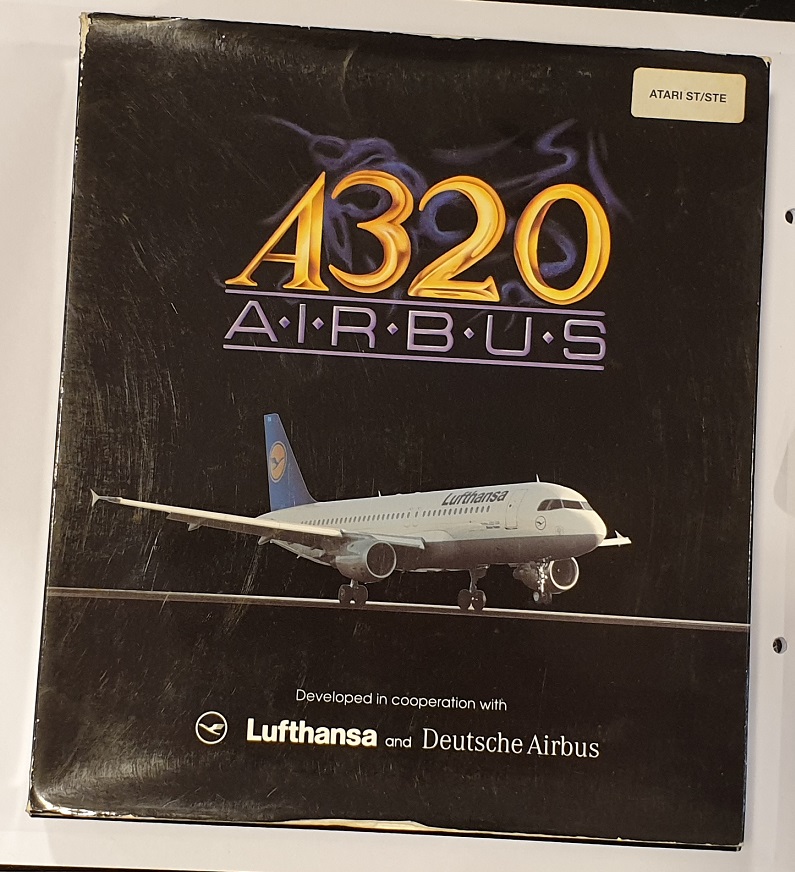 ATARI ST/STE
A320
A·I·R·B·U·S
Lufthansa
Developed in cooperation with
Lufthansa and Deutsche Airbus